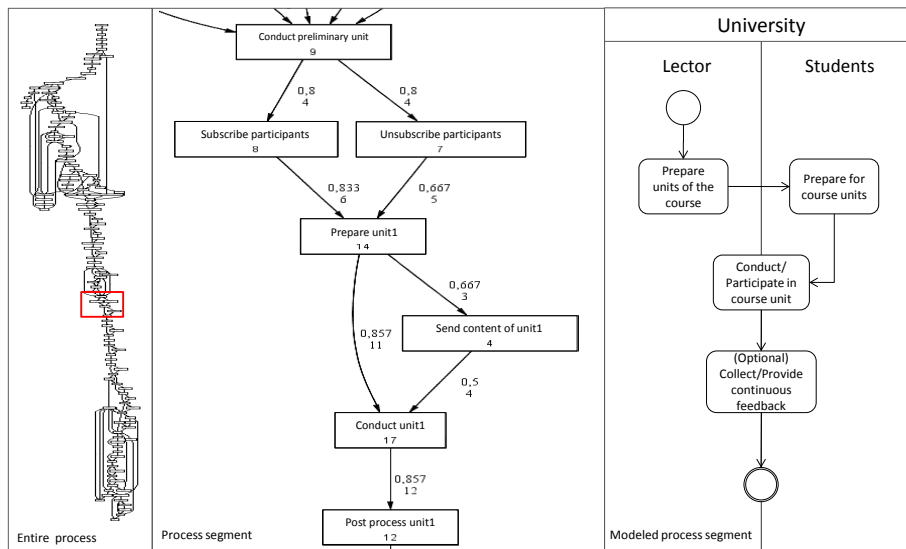 Entire process
Conduct preliminary unit
9
0,8
4
0,8
4
Subscribe participants
8
Unsubscribe participants
7
0,833
6
0,667
5
Prepare unit1
14
0,667
3
0,857
11
Send content of unit1
4
0,5
4
Conduct unit1
17
0,857
12
Post process unit1
12
Process segment
University
Lector
Students
Prepare
units of the
course
Prepare for
course units
Conduct/
Participate in
course unit
(Optional)
Collect/Provide
continuous
feedback
Modeled process segment